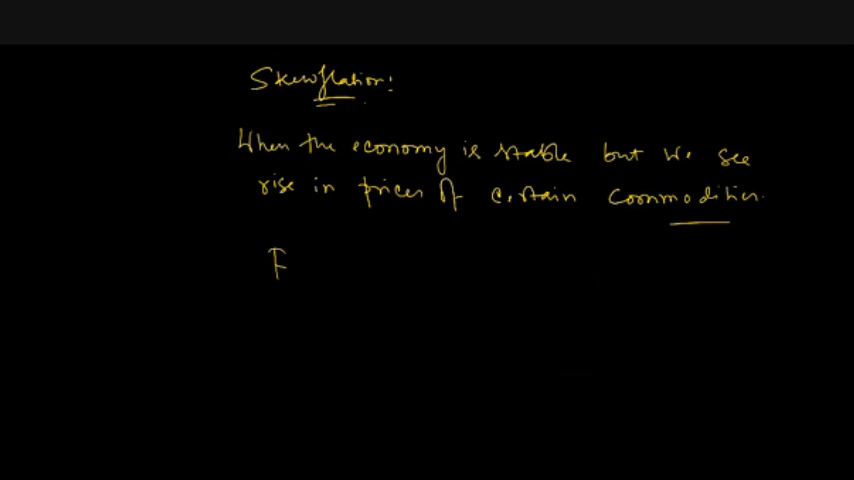 Skewflation:
When the economy is stable but we see
rise in prices of certain Commodities.
F